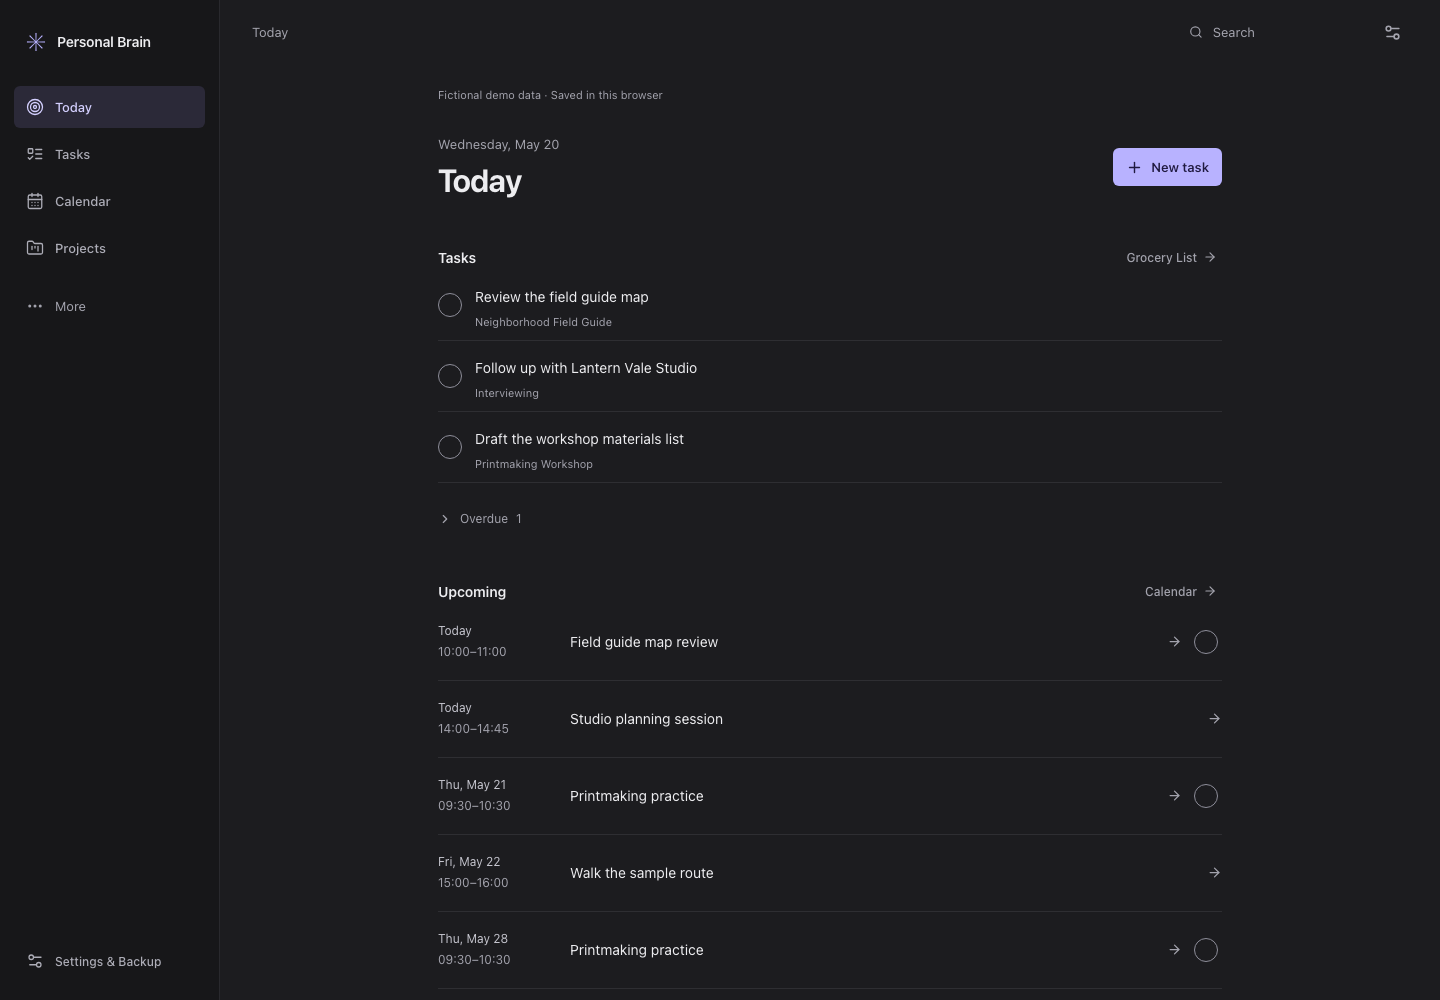 Personal Brain
Today
Tasks
Calendar
Projects
More
Settings & Backup
Today
Search
Fictional demo data · Saved in this browser
Wednesday, May 20
Today
New task
Tasks
Grocery List
Review the field guide map
Neighborhood Field Guide
Follow up with Lantern Vale Studio
Interviewing
Draft the workshop materials list
Printmaking Workshop
Overdue 1
Upcoming
Calendar
Today
10:00–11:00
Field guide map review
Today
14:00–14:45
Studio planning session
Thu, May 21
09:30–10:30
Printmaking practice
Fri, May 22
15:00–16:00
Walk the sample route
Thu, May 28
09:30–10:30
Printmaking practice